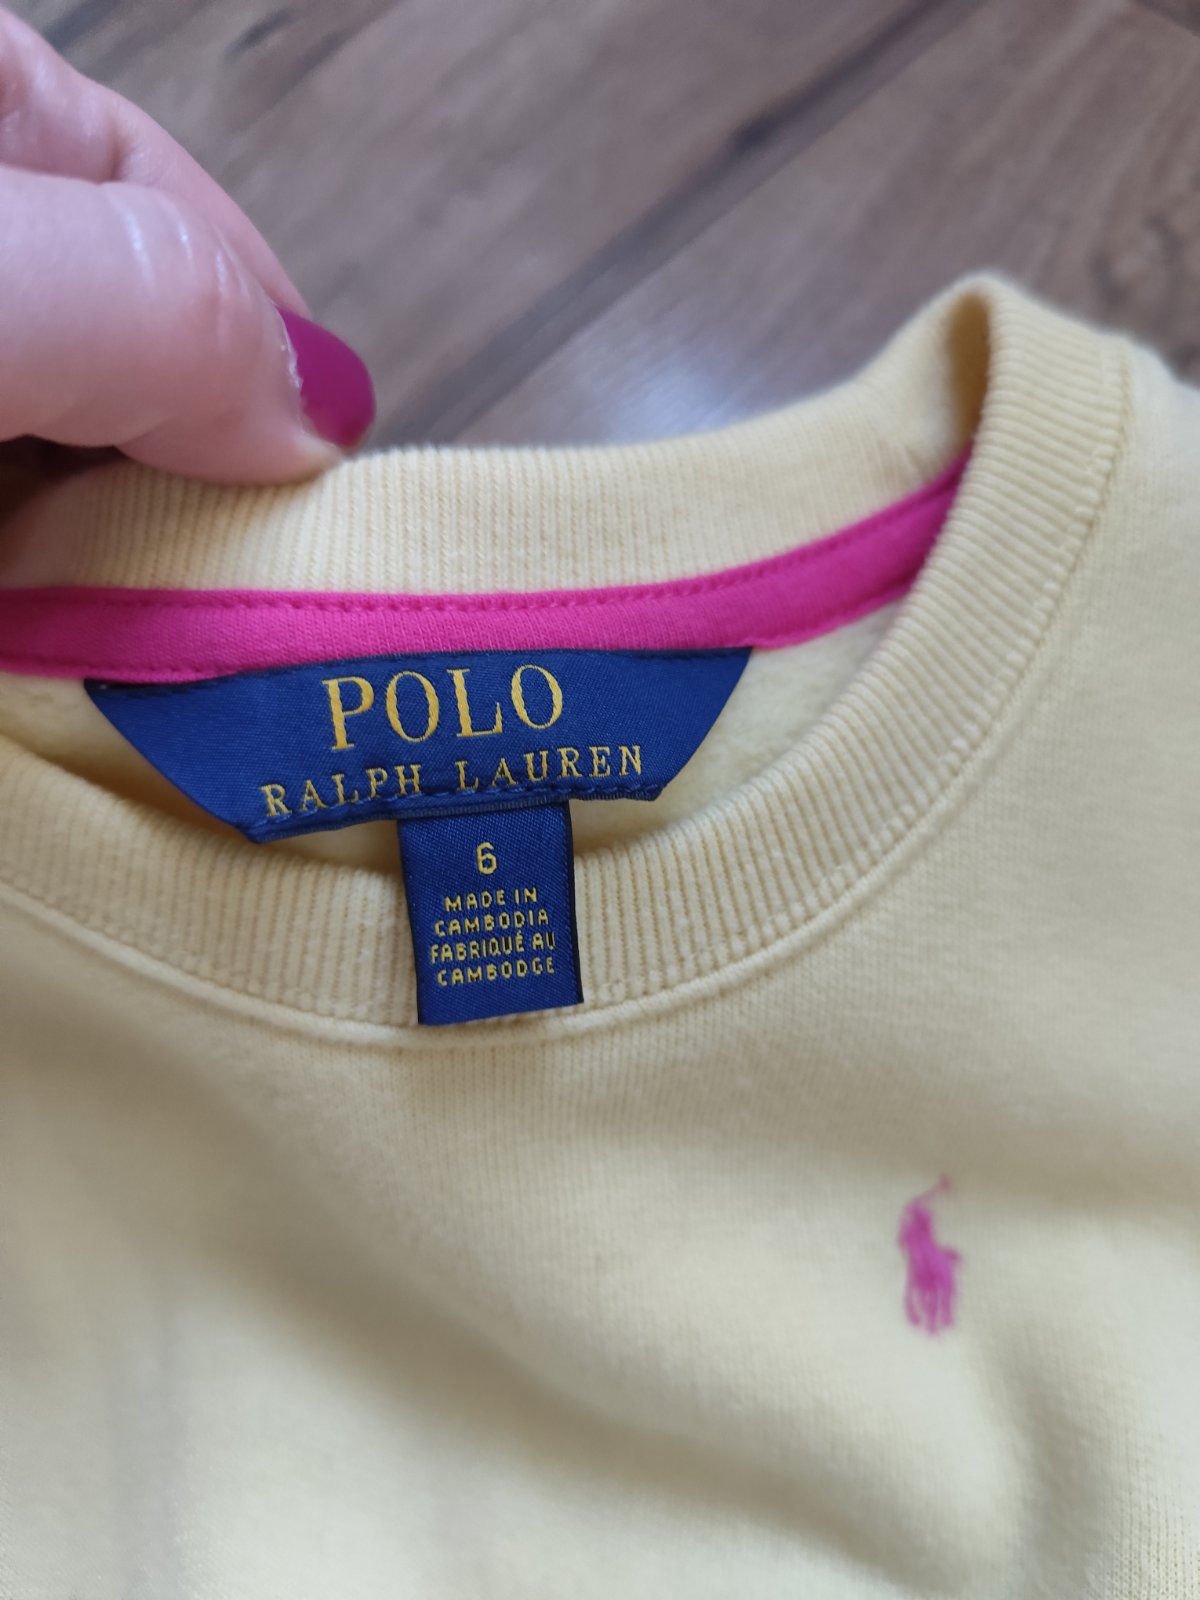 POLO
RALPH LAUREN
6
MADE IN
CAMBODIA
FABRIQUÉ AU
CAMBODGE